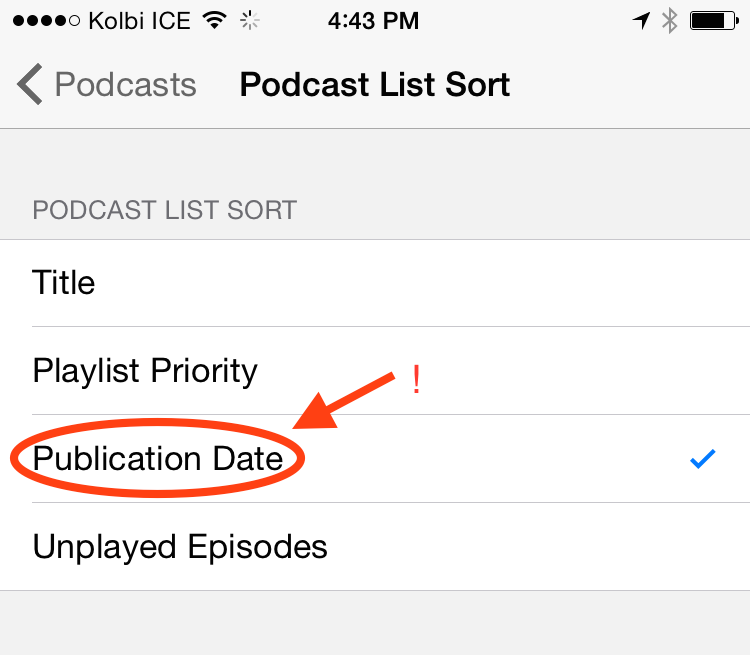 Kolbi ICE 4:43 PM
Podcasts Podcast List Sort
PODCAST LIST SORT
Title
Playlist Priority
!
Publication Date
Unplayed Episodes